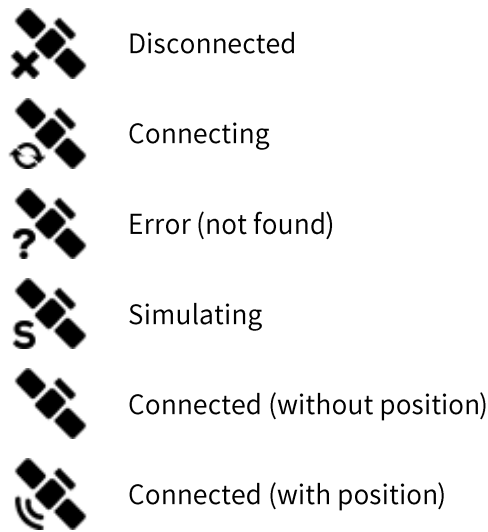 Disconnected
Connecting
? Error (not found)
S Simulating
Connected (without position)
Connected (with position)